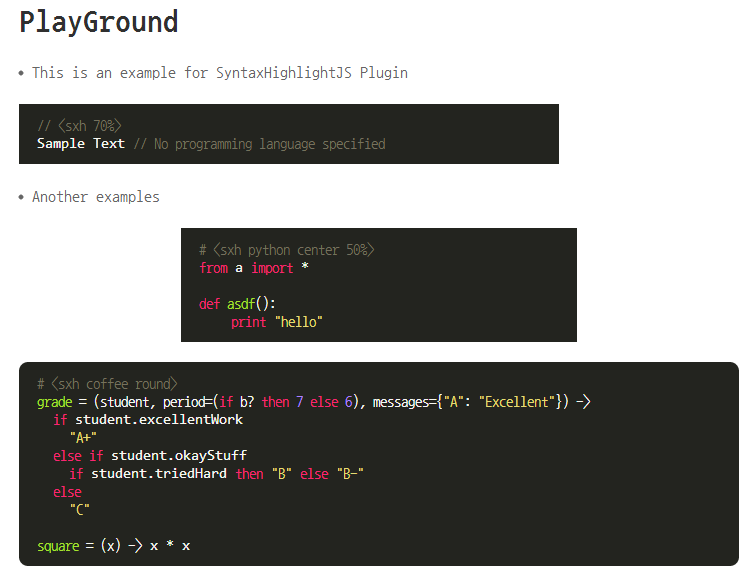 PlayGround
• This is an example for SyntaxHighlightJS Plugin
// <sxh 70%>
Sample Text // No programming language specified
• Another examples
# <sxh python center 50%>
from a import *
def asdf():
    print "hello"
# <sxh coffee round>
grade = (student, period=(if b? then 7 else 6), messages={"A": "Excellent"}) ->
  if student.excellentWork
    "A+"
  else if student.okayStuff
    if student.triedHard then "B" else "B-"
  else
    "C"
square = (x) -> x * x